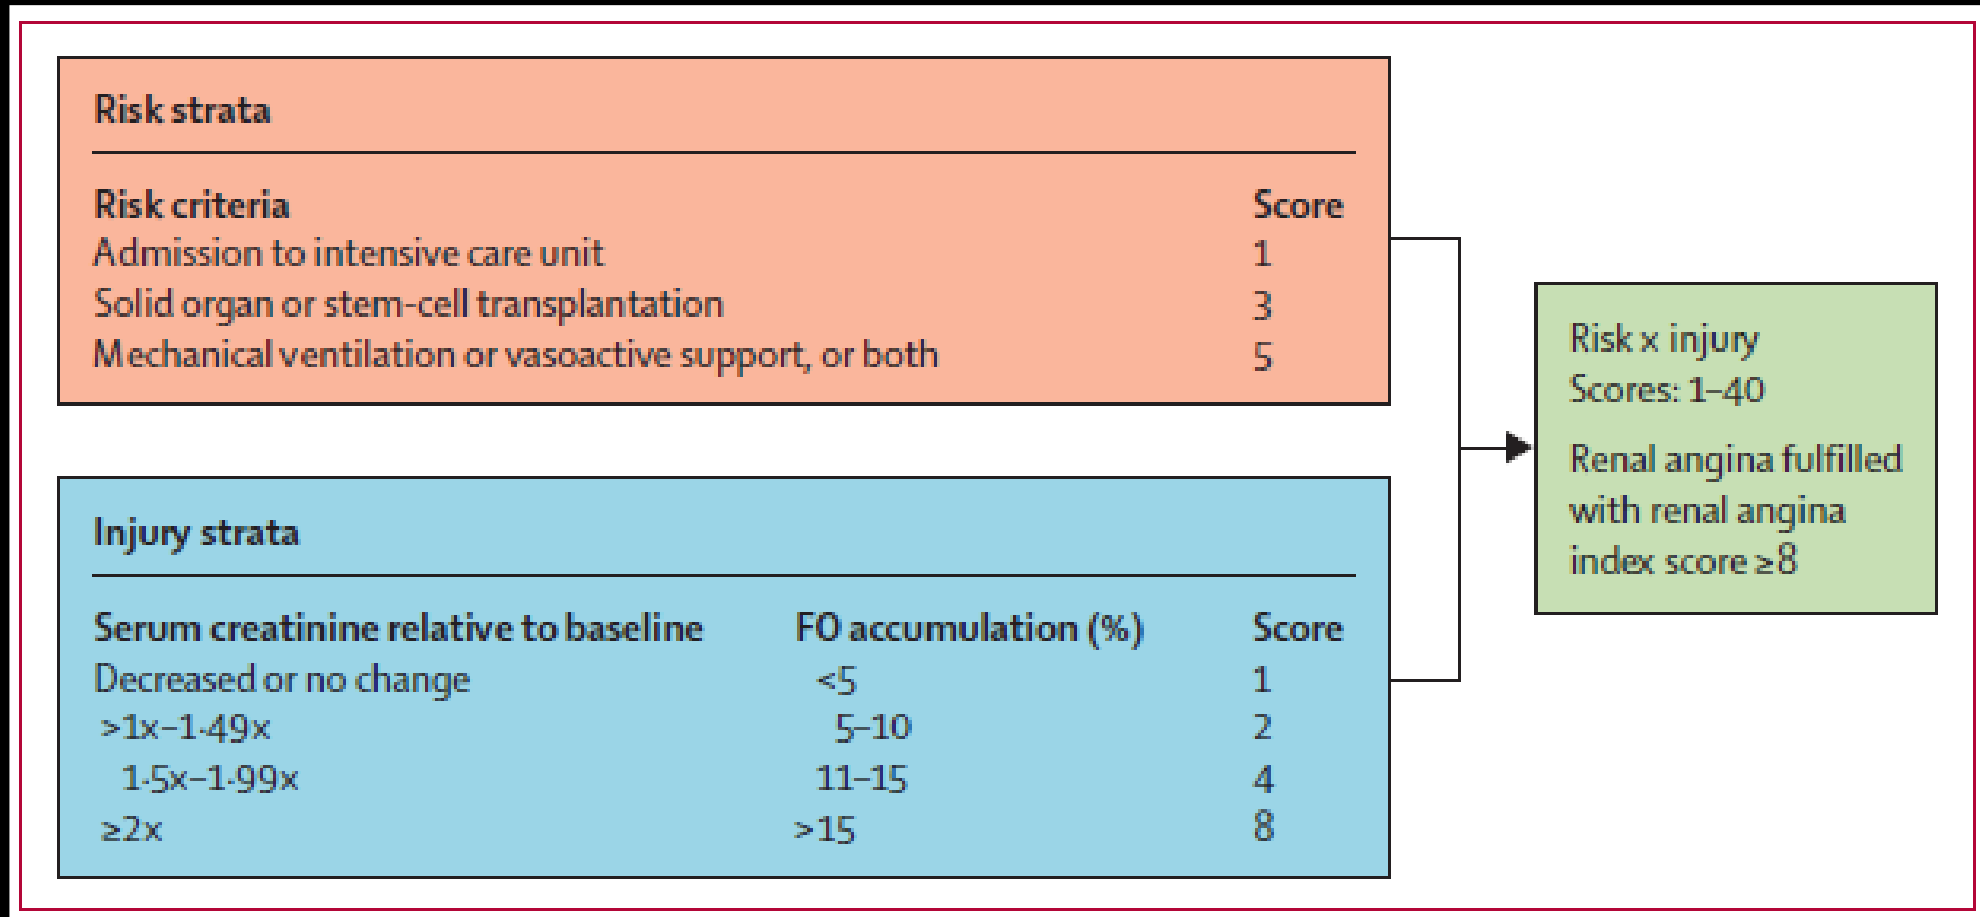 Risk strata
Risk criteria Score
Admission to intensive care unit 1
Solid organ or stem-cell transplantation 3
Mechanical ventilation or vasoactive support, or both 5
Injury strata
Serum creatinine relative to baseline FO accumulation (%) Score
Decreased or no change <5 1
>1x–1·49x 5–10 2
1·5x–1·99x 11–15 4
≥2x >15 8
Risk x injury
Scores: 1–40
Renal angina fulfilled
with renal angina
index score ≥8